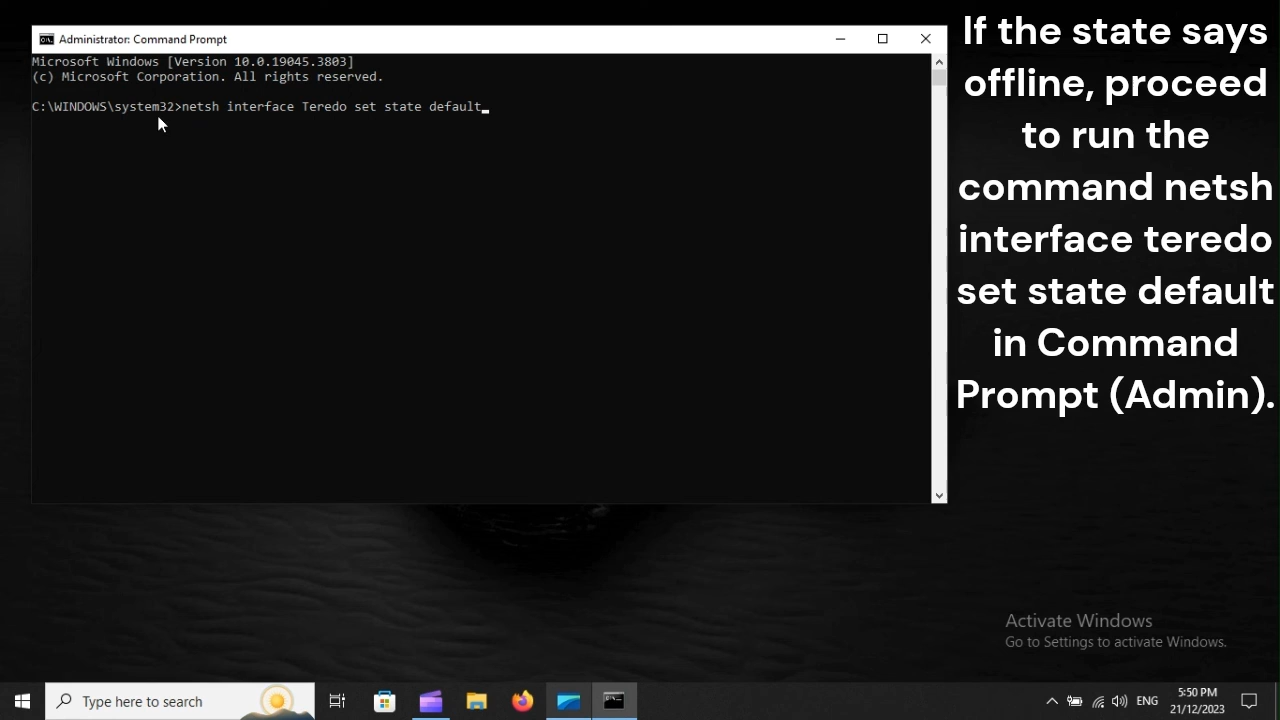 Administrator: Command Prompt
Microsoft Windows [Version 10.0.19045.3803]
(c) Microsoft Corporation. All rights reserved.
C:\WINDOWS\system32>netsh interface Teredo set state default
If the state says
offline, proceed
to run the
command netsh
interface teredo
set state default
in Command
Prompt (Admin).
Activate Windows
Go to Settings to activate Windows.
Type here to search
ENG
5:50 PM
21/12/2023